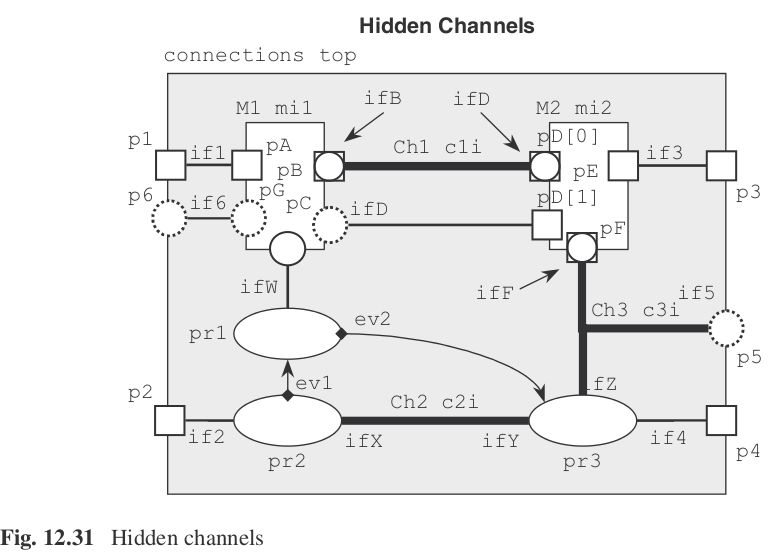 Hidden Channels
connections top
ifB
ifD
M1 mi1
M2 mi2
p1
if1
pA
pB
Ch1 c1i
pD[0]
pE
if3
p3
p6
if6
pG
pC
ifD
pD[1]
pF
ifW
ifF
Ch3 c3i
if5
p5
pr1
ev2
ev1
ifZ
p2
if2
Ch2 c2i
ifX
ifY
if4
p4
pr2
pr3
Fig. 12.31 Hidden channels